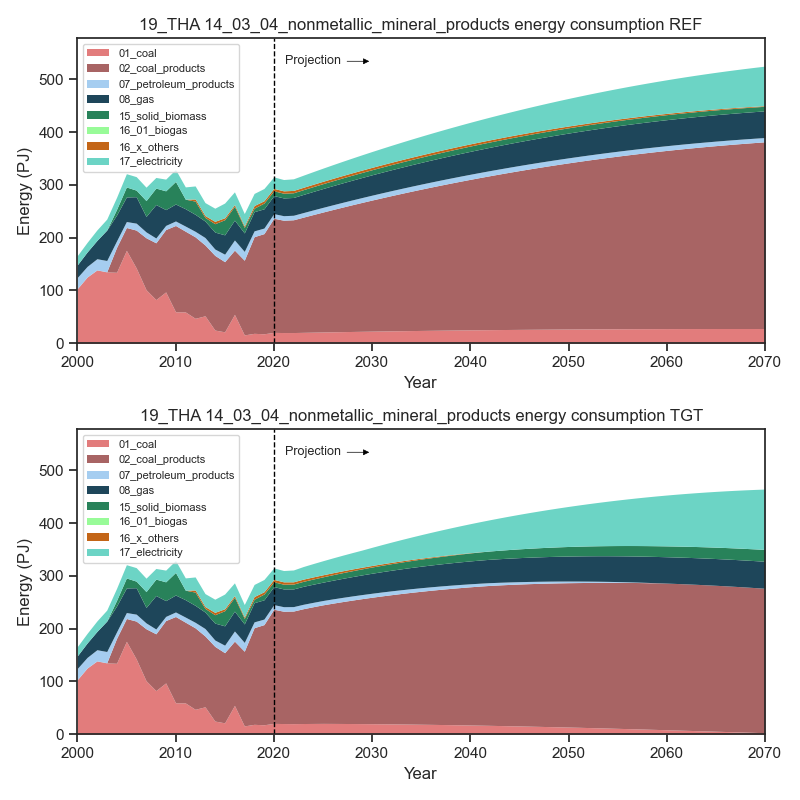 19_THA 14_03_04_nonmetallic_mineral_products energy consumption REF
Energy (PJ)
500
400
300
200
100
0
01_coal
02_coal_products
07_petroleum_products
08_gas
15_solid_biomass
16_01_biogas
16_x_others
17_electricity
Projection
2000 2010 2020 2030 2040 2050 2060 2070
Year
19_THA 14_03_04_nonmetallic_mineral_products energy consumption TGT
Energy (PJ)
500
400
300
200
100
0
01_coal
02_coal_products
07_petroleum_products
08_gas
15_solid_biomass
16_01_biogas
16_x_others
17_electricity
Projection
2000 2010 2020 2030 2040 2050 2060 2070
Year